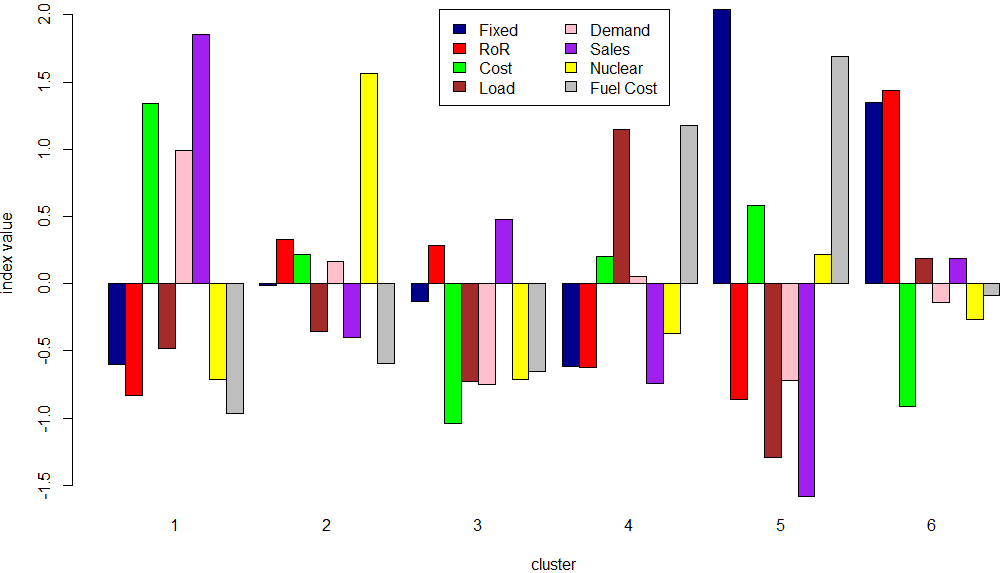 2.0
1.5
1.0
0.5
0.0
-0.5
-1.0
-1.5
index value
Fixed
RoR
Cost
Load
Demand
Sales
Nuclear
Fuel Cost
1 2 3 4 5 6
cluster